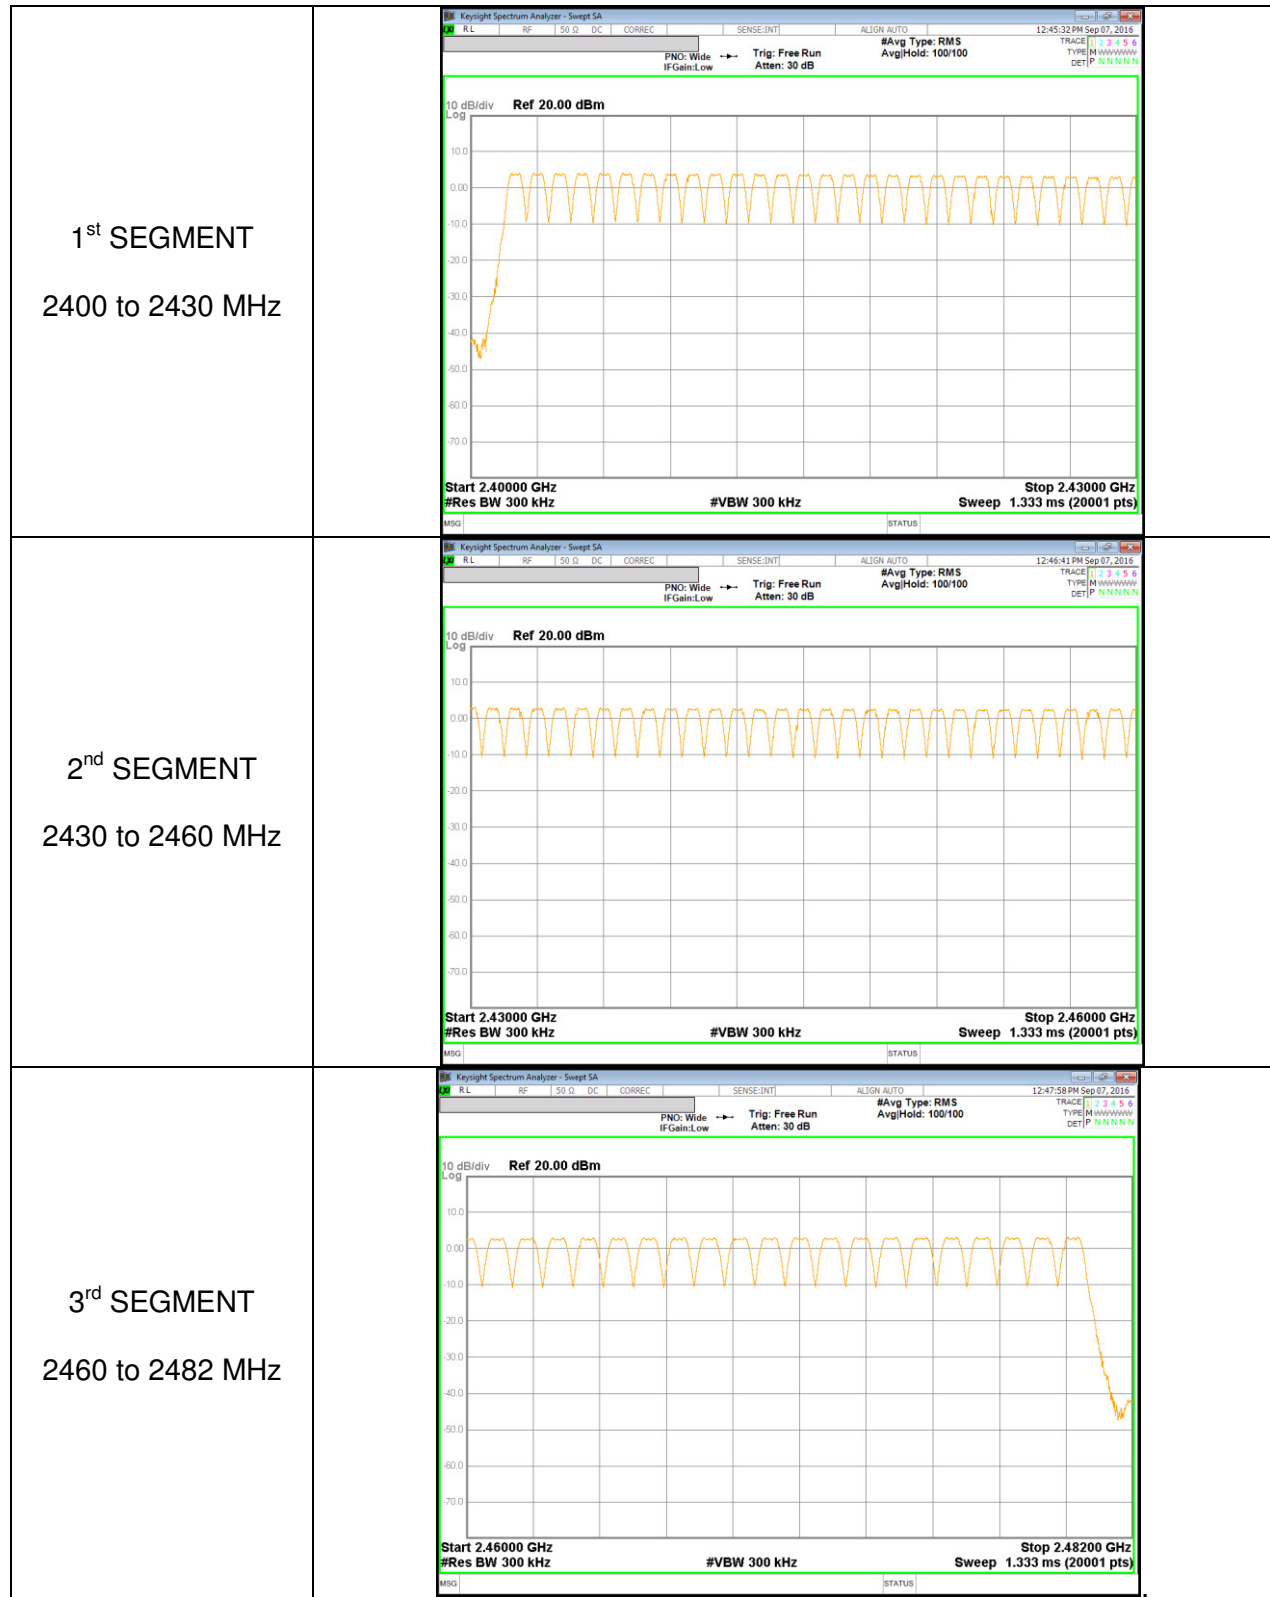 1st SEGMENT
2400 to 2430 MHz
Keysight Spectrum Analyzer - Swept SA
RL RF 50 Ω DC CORREC SENSE:INT ALIGN AUTO 12:45:32 PM Sep 07, 2016
#Avg Type: RMS TRACE 1 2 3 4 5 6
PNO: Wide Trig: Free Run Avg|Hold: 100/100 TYPE M WWWWW
IFGain:Low Atten: 30 dB DET P N N N N N
10 dB/div Ref 20.00 dBm
Log
10.0
0.00
-10.0
-20.0
-30.0
-40.0
-50.0
-60.0
-70.0
Start 2.40000 GHz Stop 2.43000 GHz
#Res BW 300 kHz #VBW 300 kHz Sweep 1.333 ms (20001 pts)
MSG STATUS
2nd SEGMENT
2430 to 2460 MHz
Keysight Spectrum Analyzer - Swept SA
RL RF 50 Ω DC CORREC SENSE:INT ALIGN AUTO 12:46:41 PM Sep 07, 2016
#Avg Type: RMS TRACE 1 2 3 4 5 6
PNO: Wide Trig: Free Run Avg|Hold: 100/100 TYPE M WWWWW
IFGain:Low Atten: 30 dB DET P N N N N N
10 dB/div Ref 20.00 dBm
Log
10.0
0.00
-10.0
-20.0
-30.0
-40.0
-50.0
-60.0
-70.0
Start 2.43000 GHz Stop 2.46000 GHz
#Res BW 300 kHz #VBW 300 kHz Sweep 1.333 ms (20001 pts)
MSG STATUS
3rd SEGMENT
2460 to 2482 MHz
Keysight Spectrum Analyzer - Swept SA
RL RF 50 Ω DC CORREC SENSE:INT ALIGN AUTO 12:47:58 PM Sep 07, 2016
#Avg Type: RMS TRACE 1 2 3 4 5 6
PNO: Wide Trig: Free Run Avg|Hold: 100/100 TYPE M WWWWW
IFGain:Low Atten: 30 dB DET P N N N N N
10 dB/div Ref 20.00 dBm
Log
10.0
0.00
-10.0
-20.0
-30.0
-40.0
-50.0
-60.0
-70.0
Start 2.46000 GHz Stop 2.48200 GHz
#Res BW 300 kHz #VBW 300 kHz Sweep 1.333 ms (20001 pts)
MSG STATUS
.